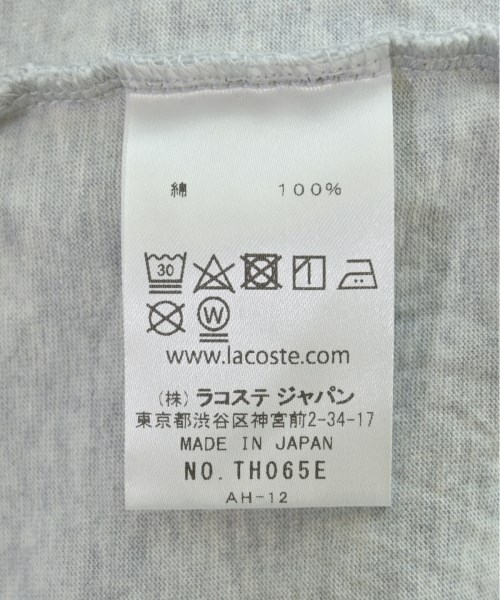 綿 100%
30
W
www.lacoste.com
(株) ラコステ ジャパン
東京都渋谷区神宮前2-34-17
MADE IN JAPAN
NO. TH065E
AH-12